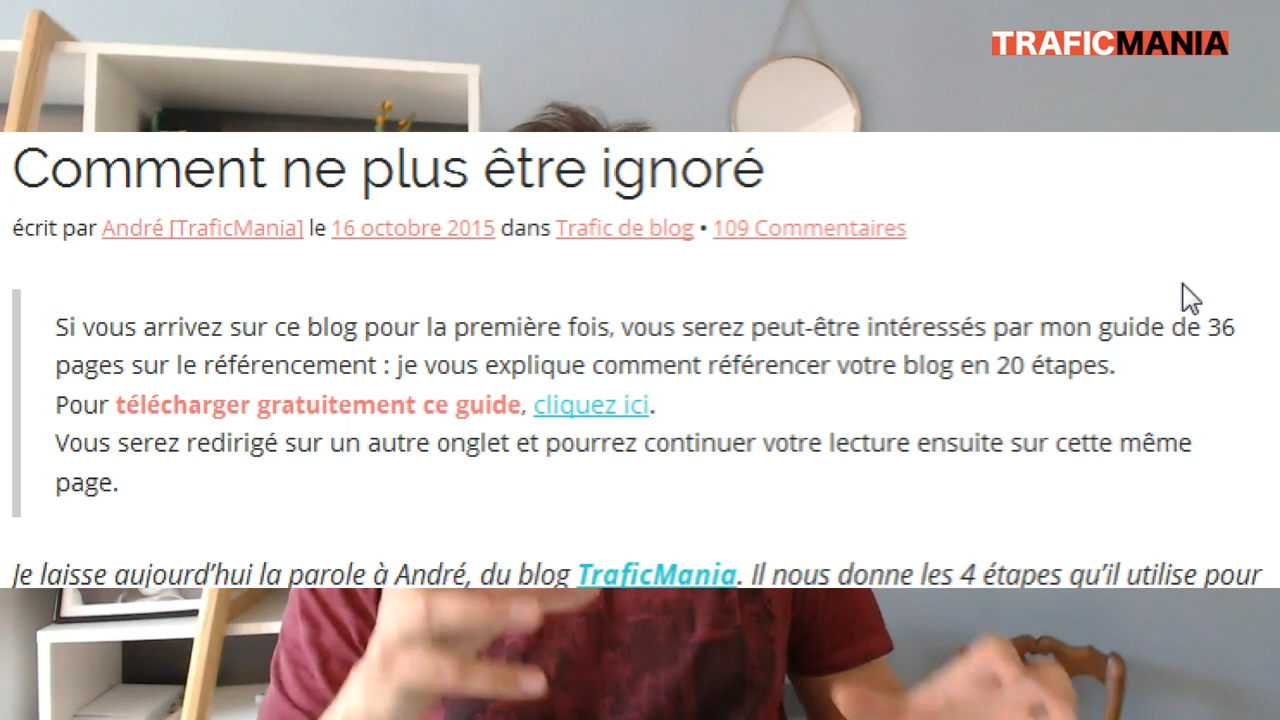 TRAFICMANIA
Comment ne plus être ignoré
écrit par André [TraficMania] le 16 octobre 2015 dans Trafic de blog • 109 Commentaires
Si vous arrivez sur ce blog pour la première fois, vous serez peut-être intéressés par mon guide de 36
pages sur le référencement : je vous explique comment référencer votre blog en 20 étapes.
Pour télécharger gratuitement ce guide, cliquez ici.
Vous serez redirigé sur un autre onglet et pourrez continuer votre lecture ensuite sur cette même
page.
Je laisse aujourd'hui la parole à André, du blog TraficMania. Il nous donne les 4 étapes qu'il utilise pour